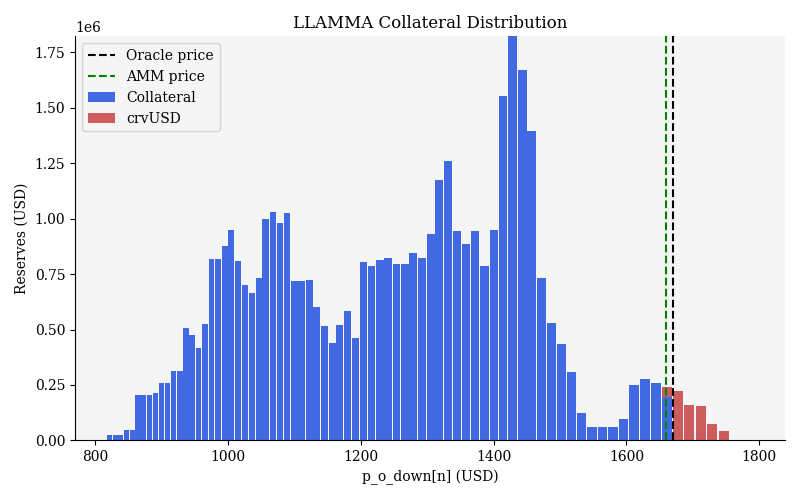 LLAMMA Collateral Distribution
1e6
Oracle price
AMM price
Collateral
crvUSD
Reserves (USD)
1.75
1.50
1.25
1.00
0.75
0.50
0.25
0.00
800 1000 1200 1400 1600 1800
p_o_down[n] (USD)